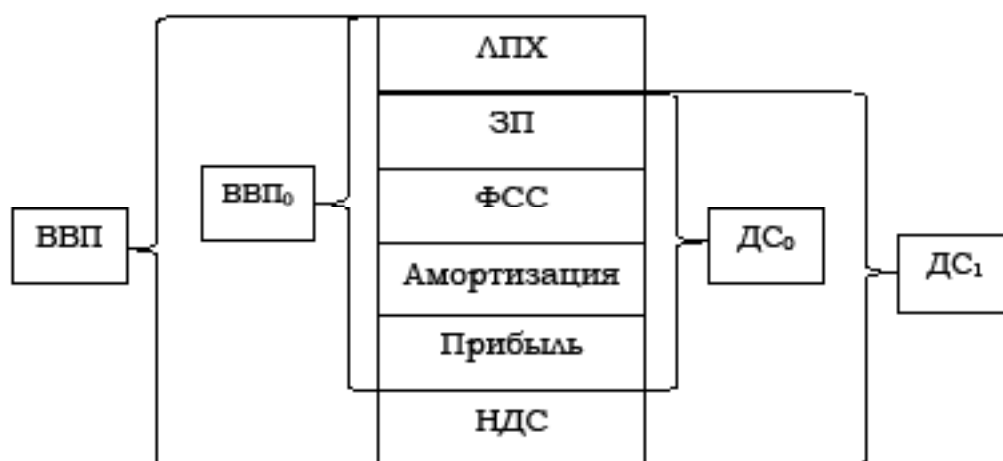 ЛПХ
ЗП
ВВП₀
ФСС
ВВП
ДС₀
ДС₁
Амортизация
Прибыль
НДС